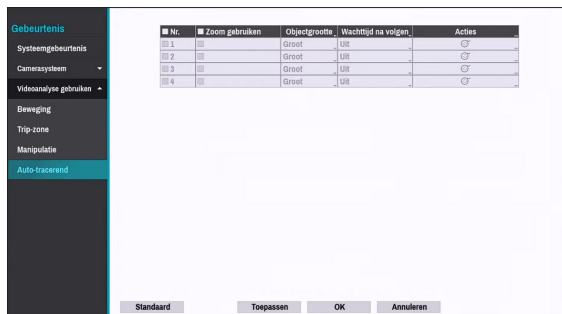 Gebeurtenis
Systeemgebeurtenis
Camerasysteem
Videoanalyse gebruiken
Beweging
Trip-zone
Manipulatie
Auto-tracerend
Nr. Zoom gebruiken Objectgrootte Wachttijd na volgen Acties
1 Groot Uit
2 Groot Uit
3 Groot Uit
4 Groot Uit
Standaard Toepassen OK Annuleren